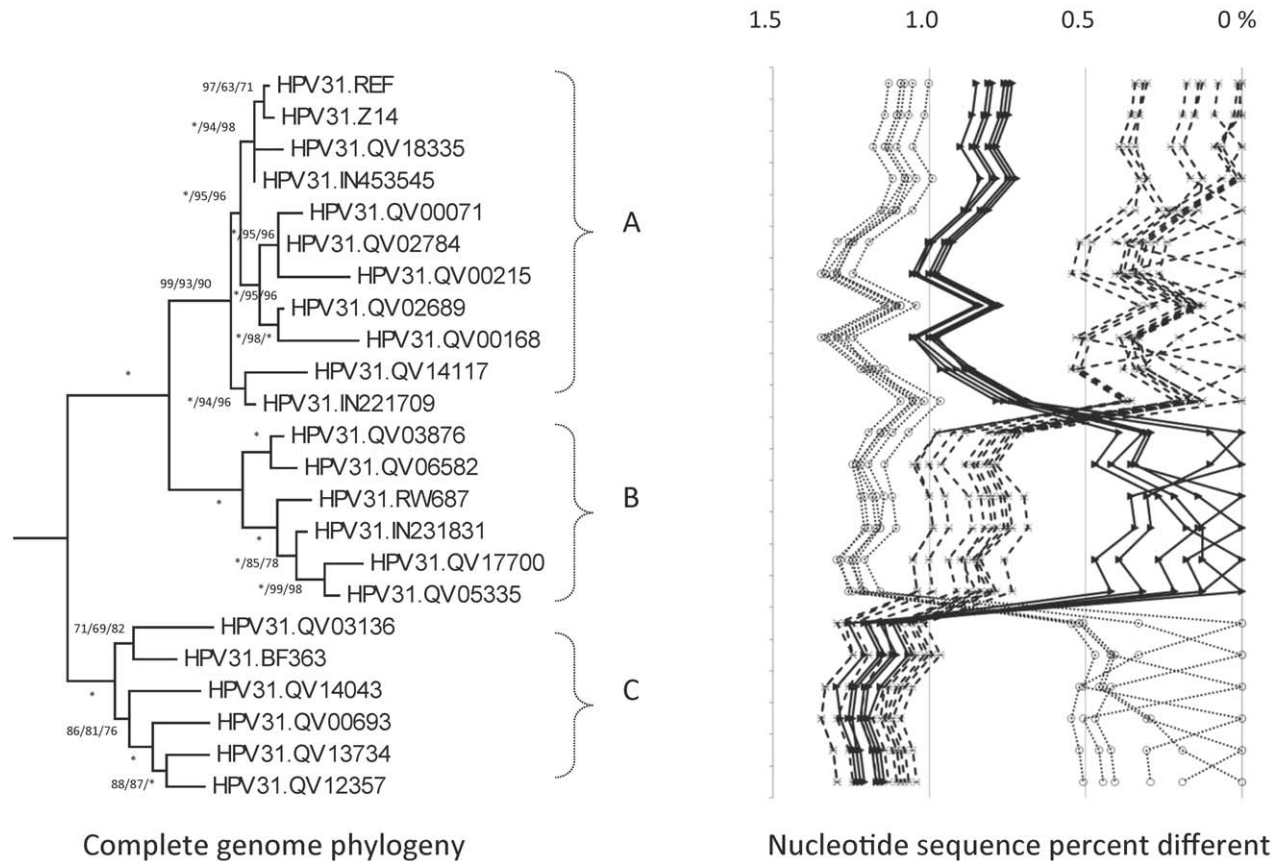 1.5 1.0 0.5 0 %
97/63/71
HPV31.REF
HPV31.Z14
*/94/98
HPV31.QV18335
HPV31.IN453545
*/95/96
HPV31.QV00071
*/95/96
HPV31.QV02784
A
HPV31.QV00215
99/93/90
*/95/96
HPV31.QV02689
*/98/*
HPV31.QV00168
HPV31.QV14117
*
*/94/96
HPV31.IN221709
*
HPV31.QV03876
HPV31.QV06582
*
HPV31.RW687
B
*
HPV31.IN231831
*/85/78
HPV31.QV17700
*/99/98
HPV31.QV05335
71/69/82
HPV31.QV03136
HPV31.BF363
*
HPV31.QV14043
C
86/81/76
HPV31.QV00693
*
HPV31.QV13734
88/87/*
HPV31.QV12357
Complete genome phylogeny
Nucleotide sequence percent different